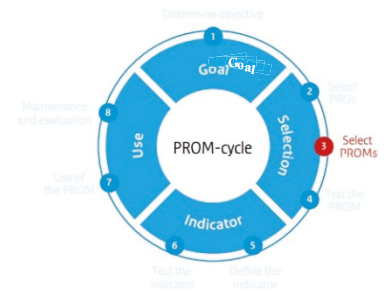 Determine objective
1
Goal
Goal
2
Select
PROs
Selection
3
Select
PROMs
4
Test the
PROM
Indicator
5
Define the
indicator
6
Test the
indicator
7
Use of
the PROM
Use
8
Maintenance
and evaluation
PROM-cycle